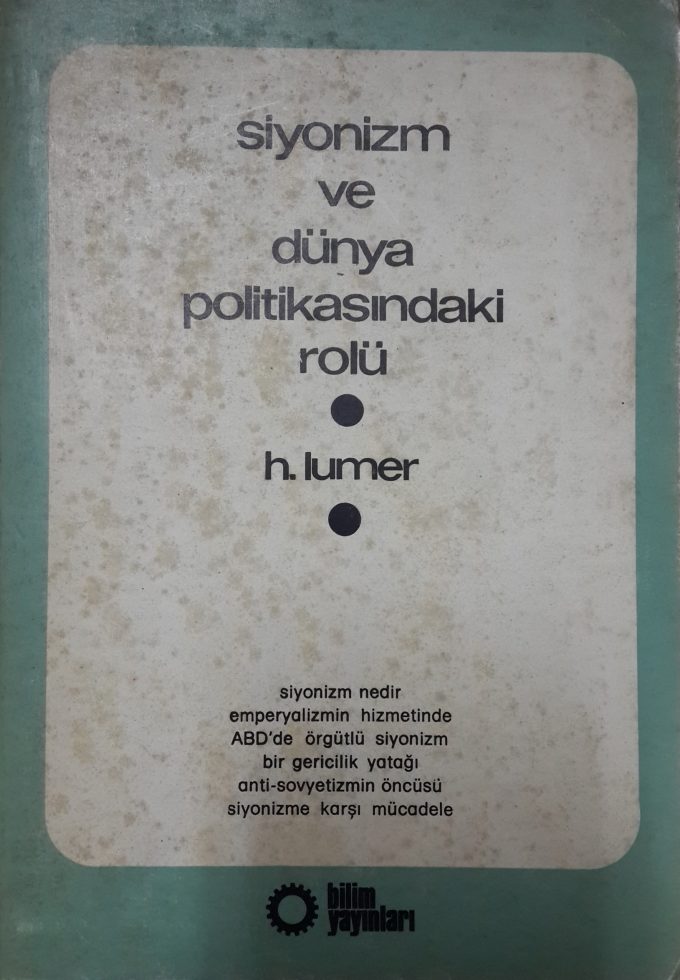 siyonizm
ve
dünya
politikasındaki
rolü
h. lumer
siyonizm nedir
emperyalizmin hizmetinde
ABD'de örgütlü siyonizm
bir gericilik yatağı
anti-sovyetizmin öncüsü
siyonizme karşı mücadele
bilim
yayınları